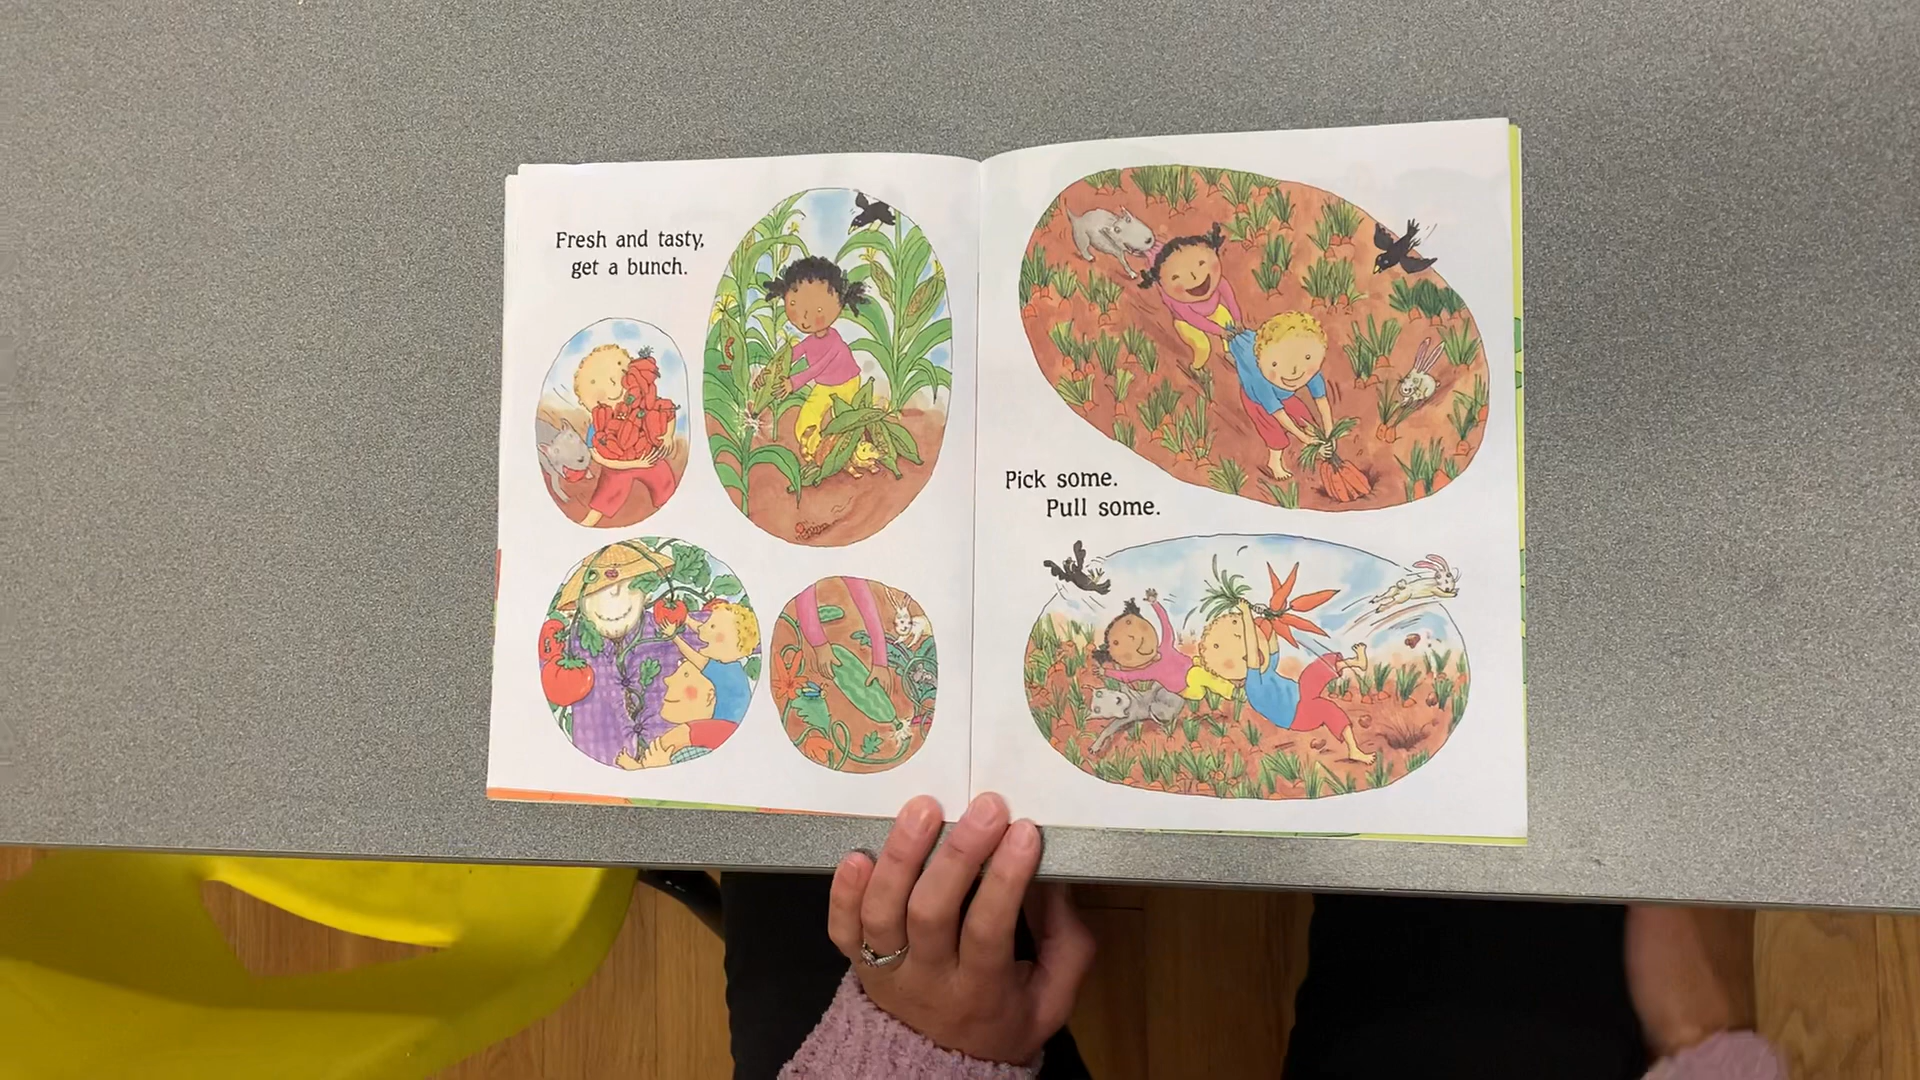 Fresh and tasty,
get a bunch.
Pick some.
Pull some.